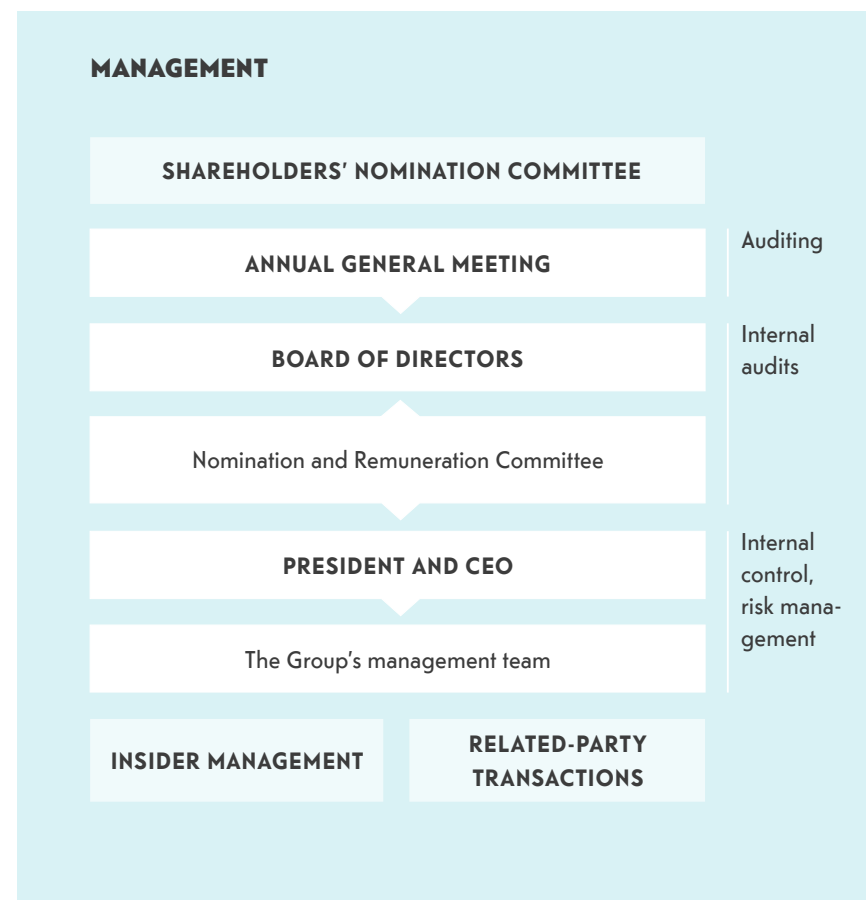 MANAGEMENT
SHAREHOLDERS’ NOMINATION COMMITTEE
ANNUAL GENERAL MEETING
Auditing
BOARD OF DIRECTORS
Internal
audits
Nomination and Remuneration Committee
PRESIDENT AND CEO
Internal
control,
risk mana-
gement
The Group’s management team
INSIDER MANAGEMENT
RELATED-PARTY
TRANSACTIONS